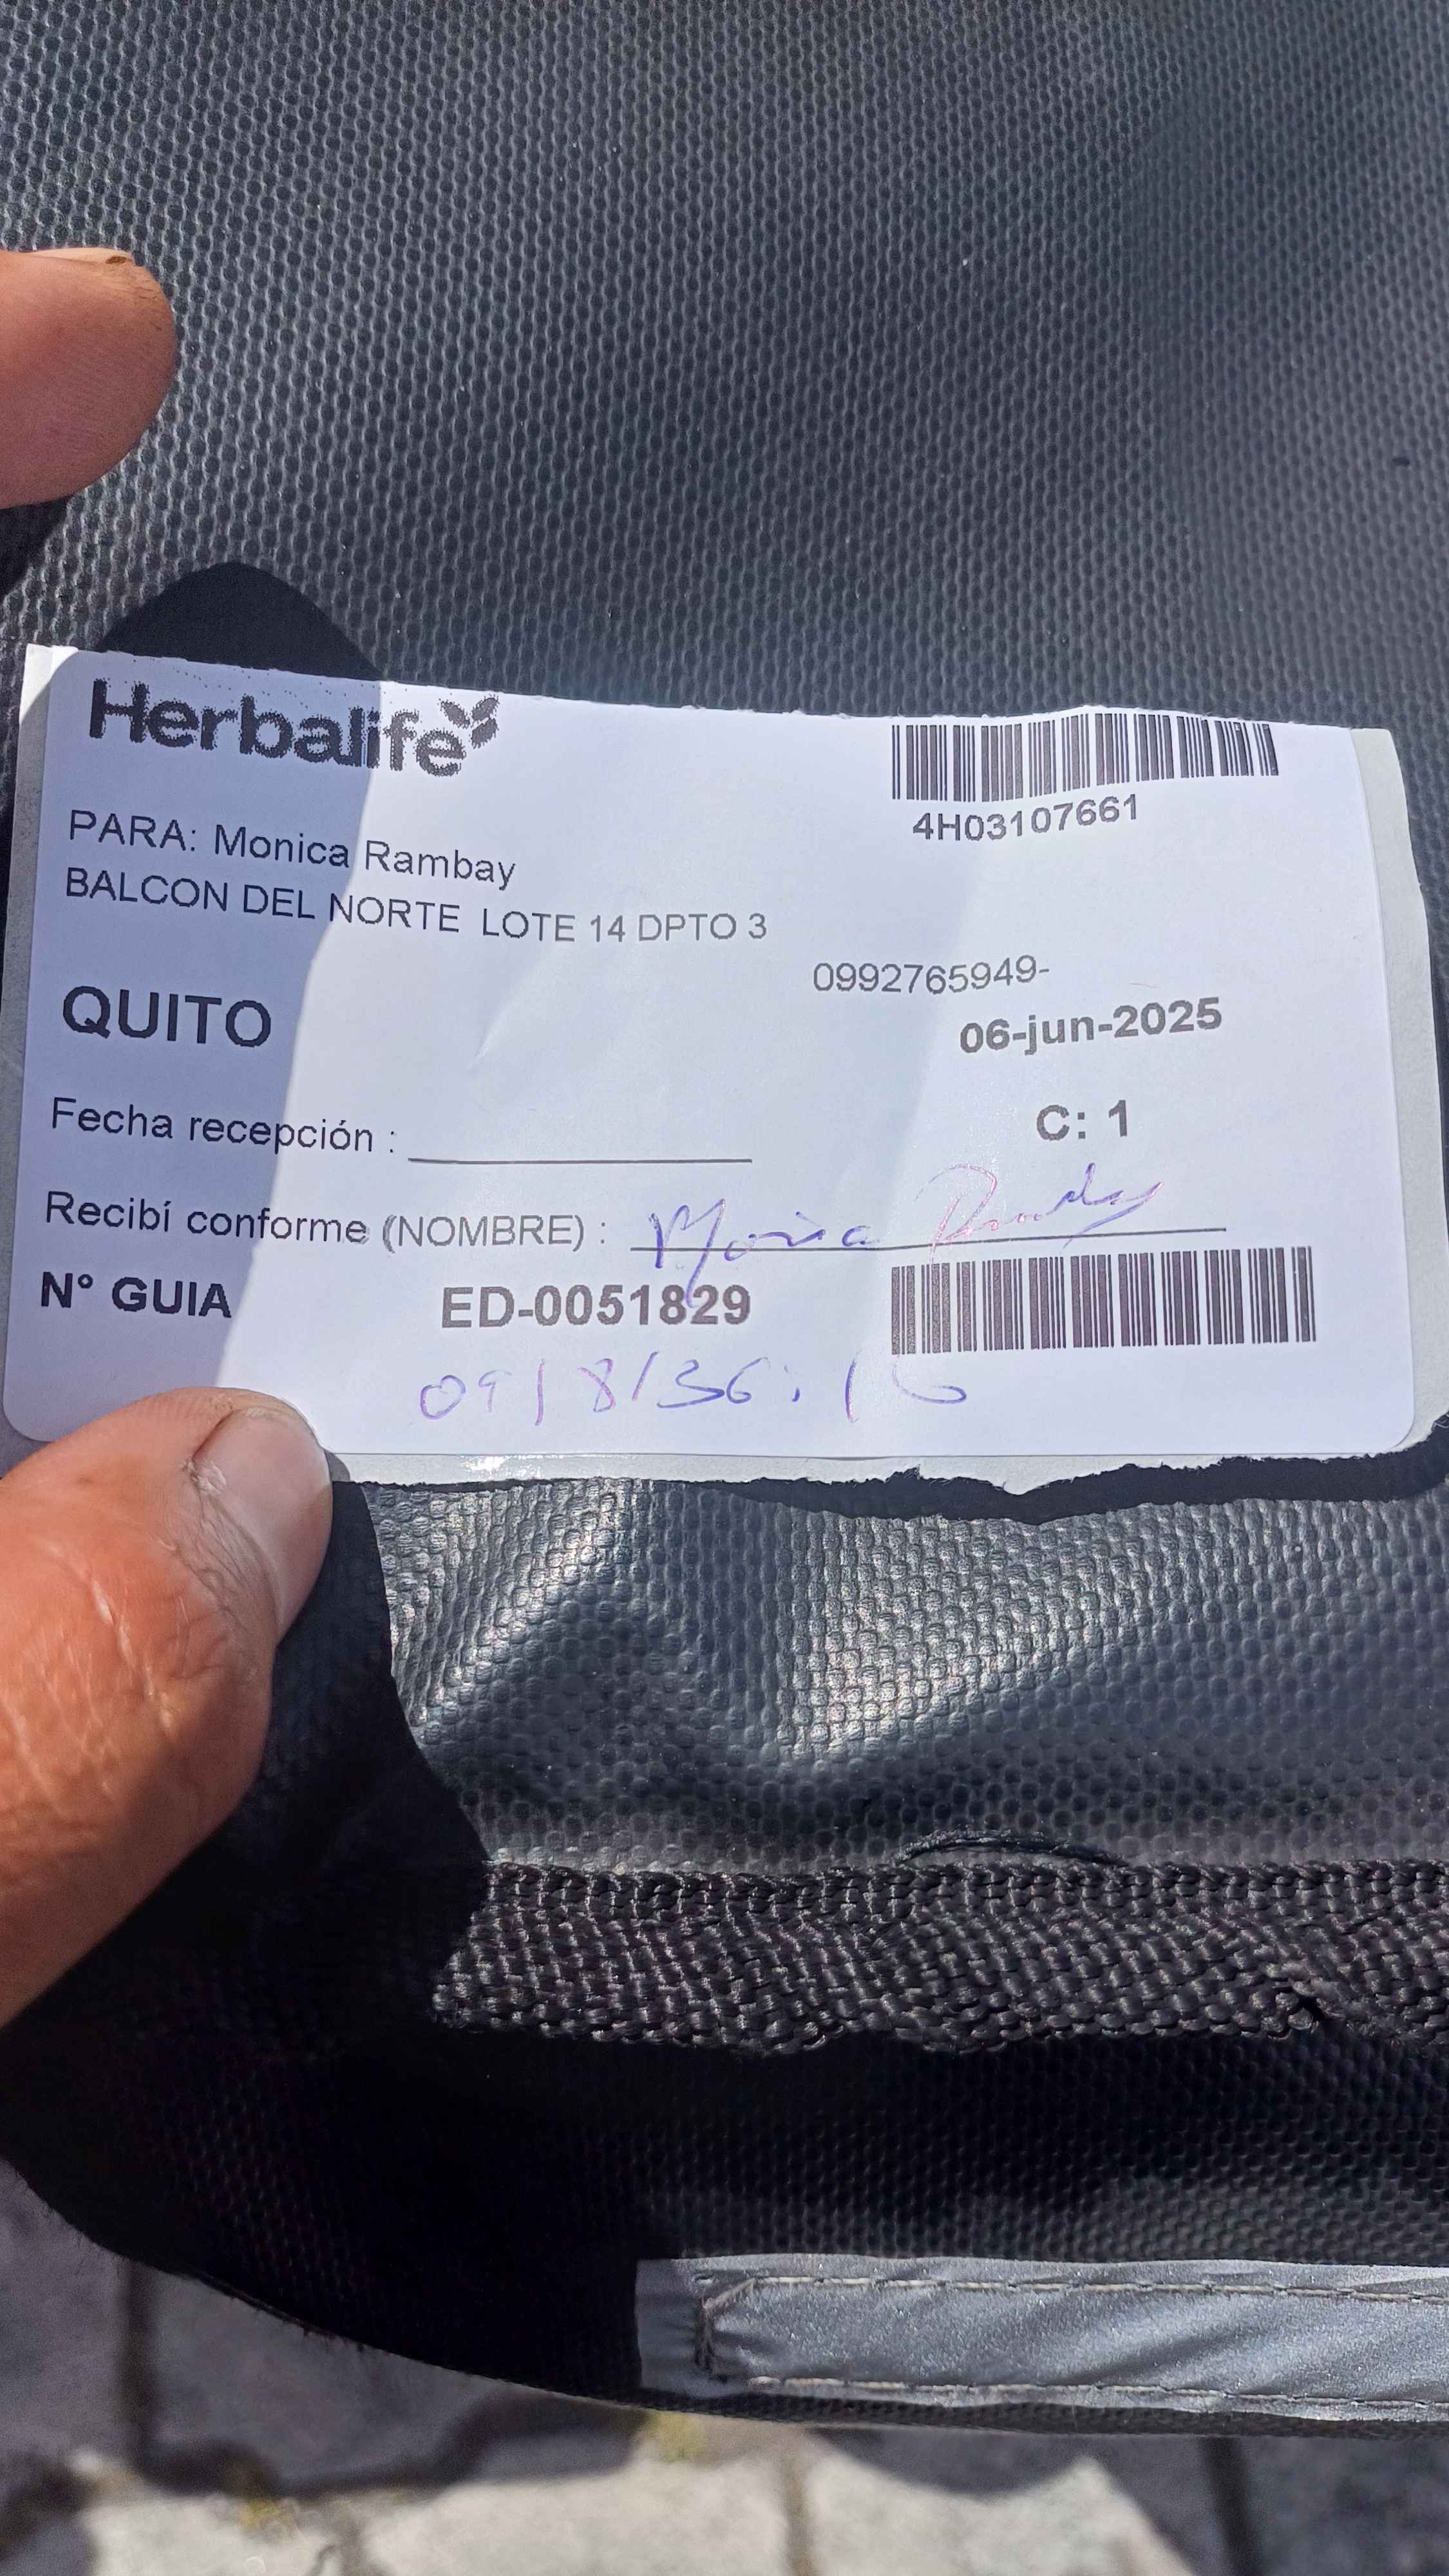 Herbalife
4H03107661
PARA: Monica Rambay
BALCON DEL NORTE LOTE 14 DPTO 3
0992765949-
QUITO
06-jun-2025
Fecha recepción :
C: 1
Recibí conforme (NOMBRE) : Monica
N° GUIA ED-0051829